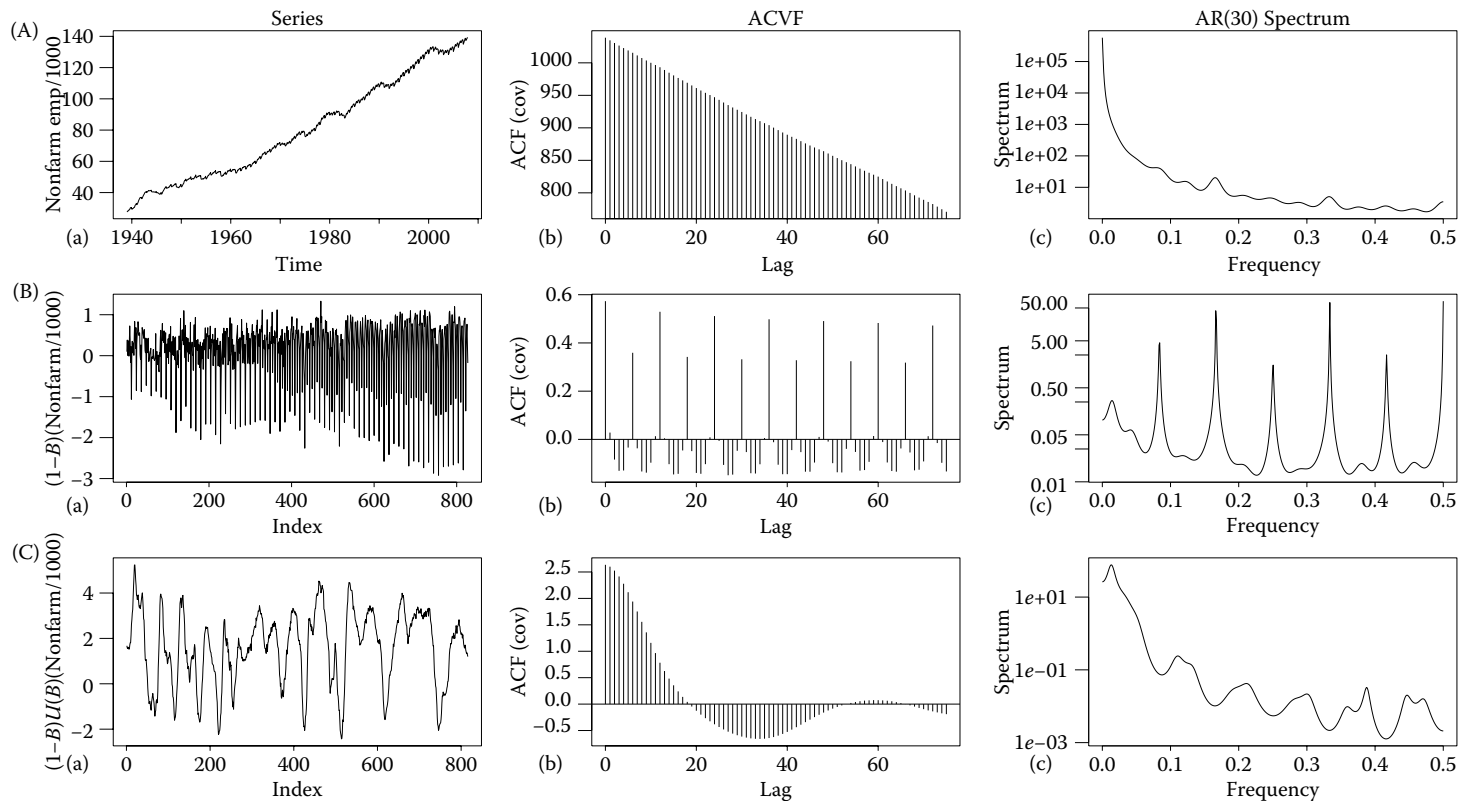 Series
ACVF
AR(30) Spectrum
(A)
Nonfarm emp/1000
140
120
100
80
60
40
(a)
1940
1960
1980
2000
Time
ACF (cov)
1000
950
900
850
800
(b)
0
20
40
60
Lag
Spectrum
1e+05
1e+04
1e+03
1e+02
1e+01
(c)
0.0
0.1
0.2
0.3
0.4
0.5
Frequency
(B)
(1–B)(Nonfarm/1000)
1
0
–1
–2
–3
(a)
0
200
400
600
800
Index
ACF (cov)
0.6
0.4
0.2
0.0
(b)
0
20
40
60
Lag
Spectrum
50.00
5.00
0.50
0.05
0.01
(c)
0.0
0.1
0.2
0.3
0.4
0.5
Frequency
(C)
(1–B)U(B)(Nonfarm/1000)
4
2
0
–2
(a)
0
200
400
600
800
Index
ACF (cov)
2.5
2.0
1.5
1.0
0.5
0.0
–0.5
(b)
0
20
40
60
Lag
Spectrum
1e+01
1e–01
1e–03
(c)
0.0
0.1
0.2
0.3
0.4
0.5
Frequency